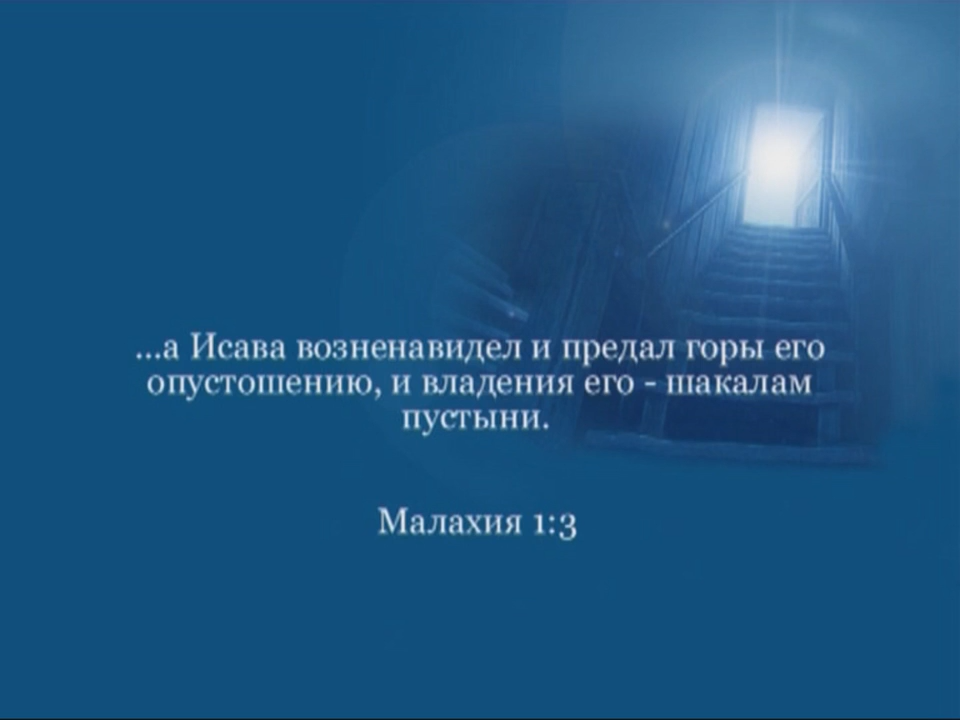 ...а Исава возненавидел и предал горы его
опустошению, и владения его - шакалам
пустыни.
Малахия 1:3